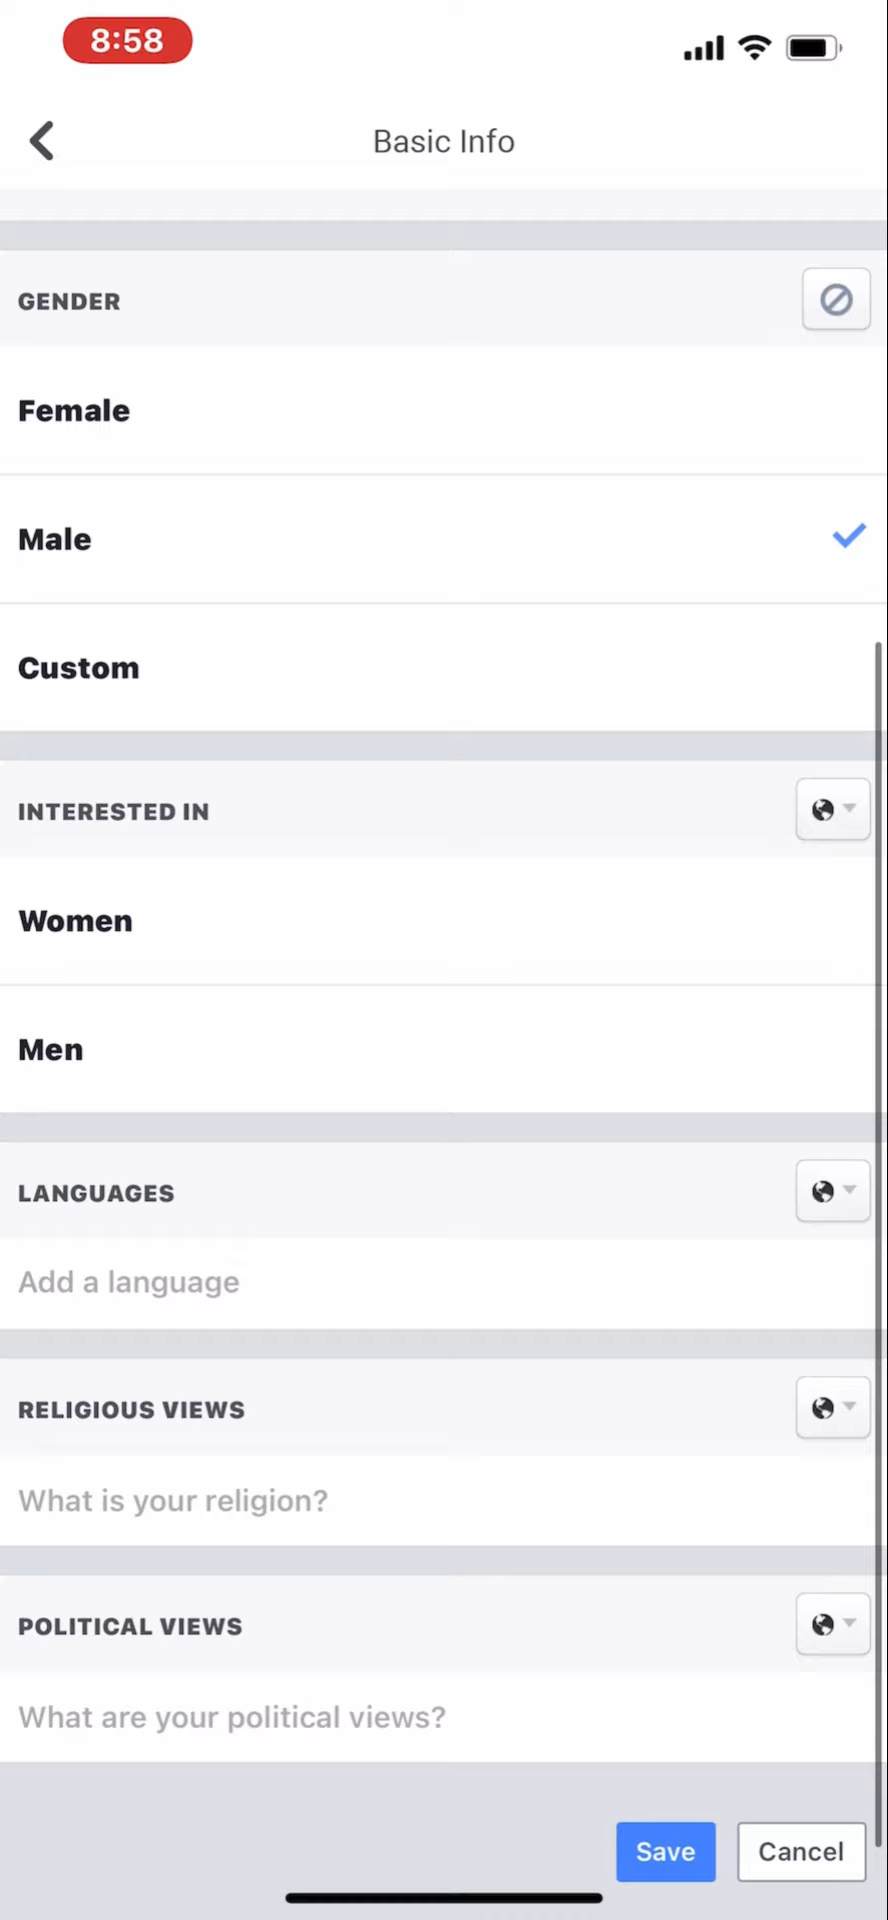 8:58
Basic Info
GENDER
Female
Male
Custom
INTERESTED IN
Women
Men
LANGUAGES
Add a language
RELIGIOUS VIEWS
What is your religion?
POLITICAL VIEWS
What are your political views?
Save Cancel